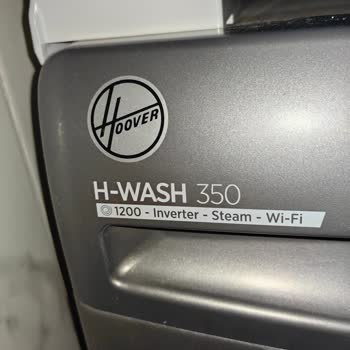 HOOVER
H-WASH 350
1200 - Inverter - Steam - Wi-Fi